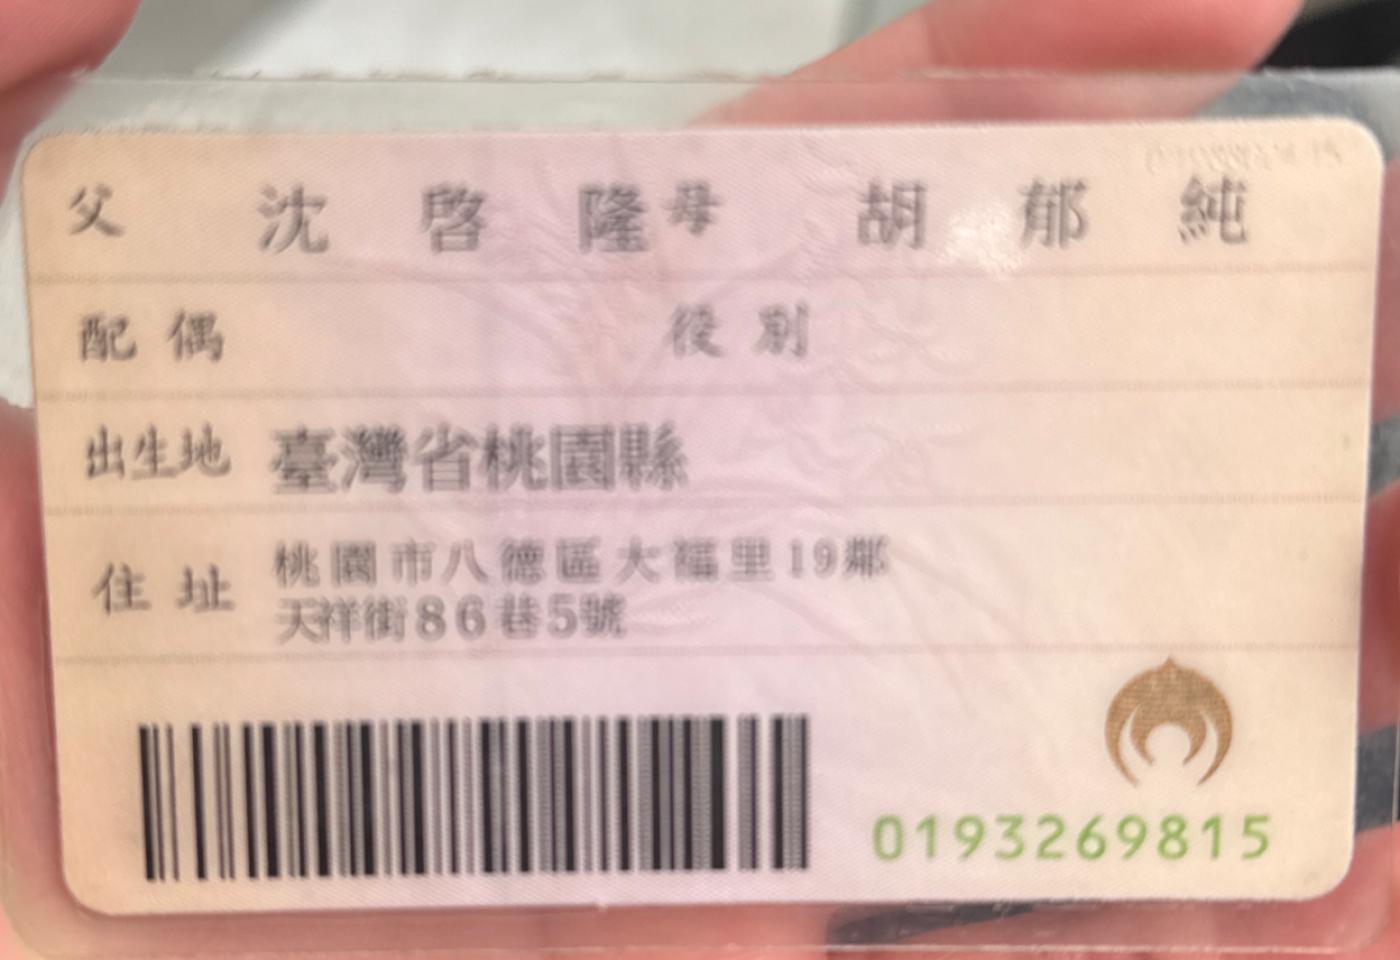 父 沈啓隆 母 胡郁純
配偶 役別
出生地 臺灣省桃園縣
住址 桃園市八德區大福里19鄰
天祥街86巷5號
0193269815